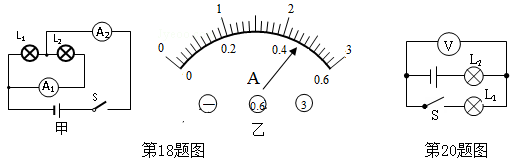 L₁ L₂ A₂
A₁
S
甲
0 1 2 3
0 0.2 0.4 0.6
A
— 0.6 3
乙
第18题图
V
L₂
S L₁
第20题图